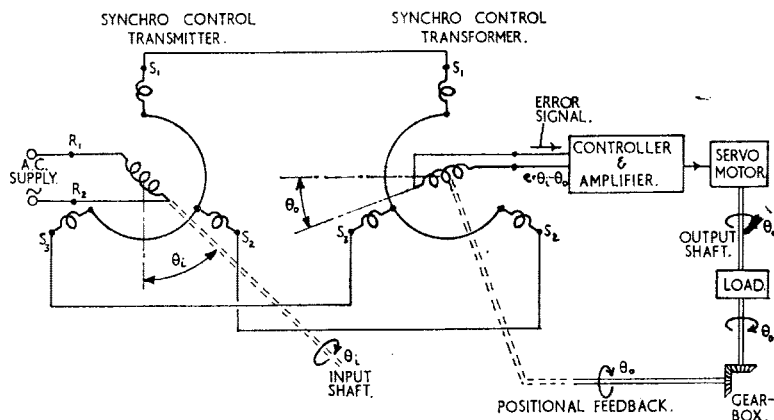 SYNCHRO CONTROL
TRANSMITTER.
SYNCHRO CONTROL
TRANSFORMER.
S₁
S₁
ERROR
SIGNAL.
R₁
A.C.
SUPPLY.
~
R₂
CONTROLLER
&
AMPLIFIER.
SERVO
MOTOR
e=θi-θo
θo
S₃
S₂
S₃
S₂
θi
θo
OUTPUT
SHAFT.
LOAD.
θo
θi
INPUT
SHAFT.
θo
POSITIONAL FEEDBACK.
GEAR-
BOX.